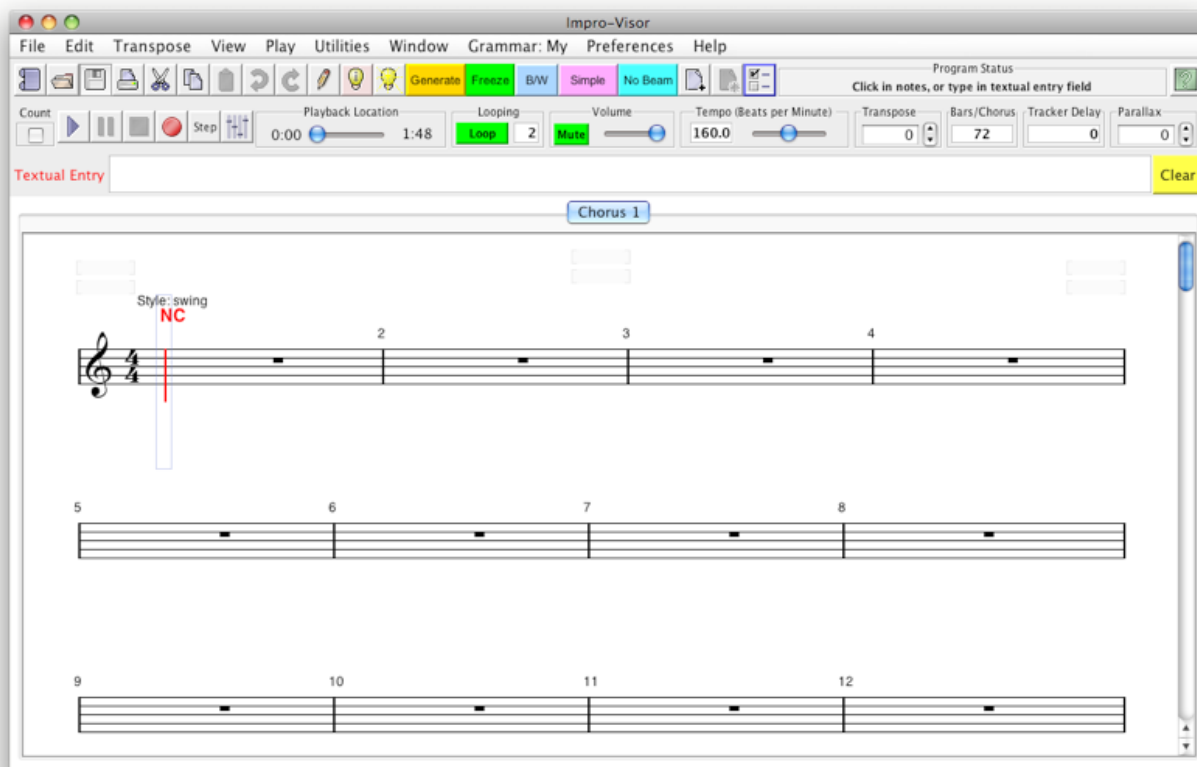 Impro-Visor
File Edit Transpose View Play Utilities Window Grammar: My Preferences Help
Generate Freeze B/W Simple No Beam
Program Status
Click in notes, or type in textual entry field
?
Count Playback Location Looping Volume Tempo (Beats per Minute) Transpose Bars/Chorus Tracker Delay Parallax
Step 0:00 1:48 Loop 2 Mute 160.0 0 72 0 0
Textual Entry Clear
Chorus 1
Style: swing
NC
2 3 4
4
4
5 6 7 8
9 10 11 12